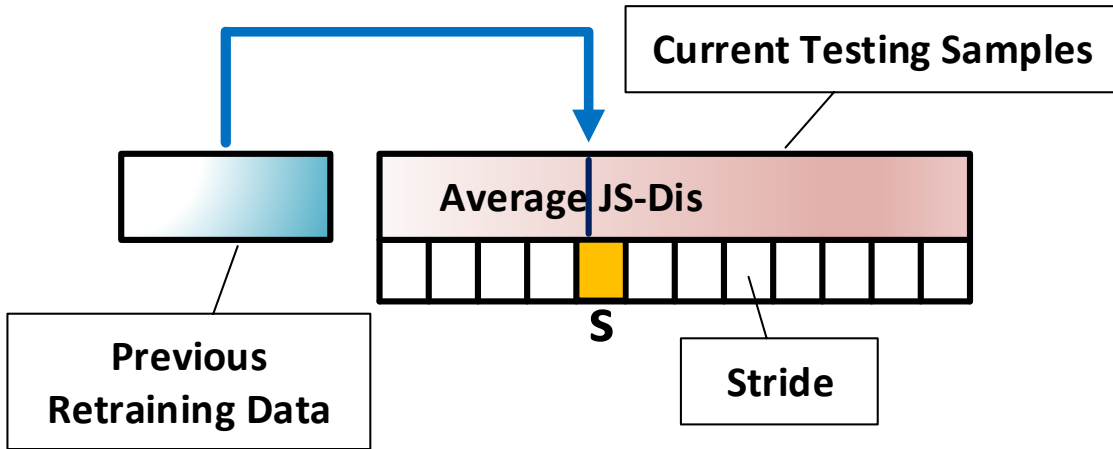 Current Testing Samples
Average JS-Dis
S
Previous
Retraining Data
Stride